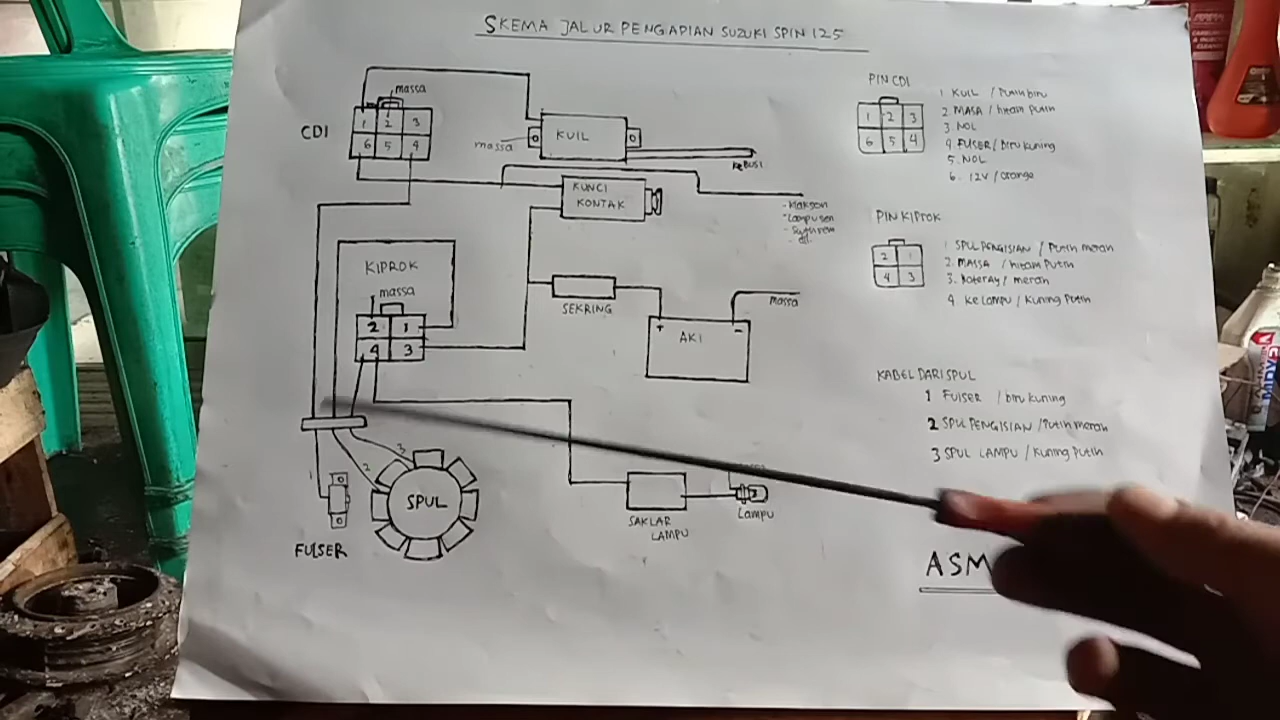 SKEMA JALUR PENGAPIAN SUZUKI SPIN 125
CDI
massa
1 2 3
6 5 4
massa
KUIL
KE BUSI
KUNCI
KONTAK
- Klakson
- Lampu sen
- dll
KIPROK
massa
2 1
4 3
SEKRING
+ AKI -
massa
1
2
3
SPUL
FULSER
SAKLAR
LAMPU
Lampu
PIN CDI
1 2 3
6 5 4
1 KUIL / Putih biru
2 MASA / hitam Putih
3 NOL
4 FUlSER / biru kuning
5. NOL
6. 12V / orange
PIN KIPROK
2 1
4 3
1 SPUL PENGISIAN / Putih merah
2. MASSA / hitam Putih
3. / merah
4 KE LAMPU / Kuning Putih
KABEL DARI SPUL
1 FUlSER / biru kuning
2 SPUL PENGISIAN / Putih merah
3 SPUL LAMPU / Kuning Putih
ASM